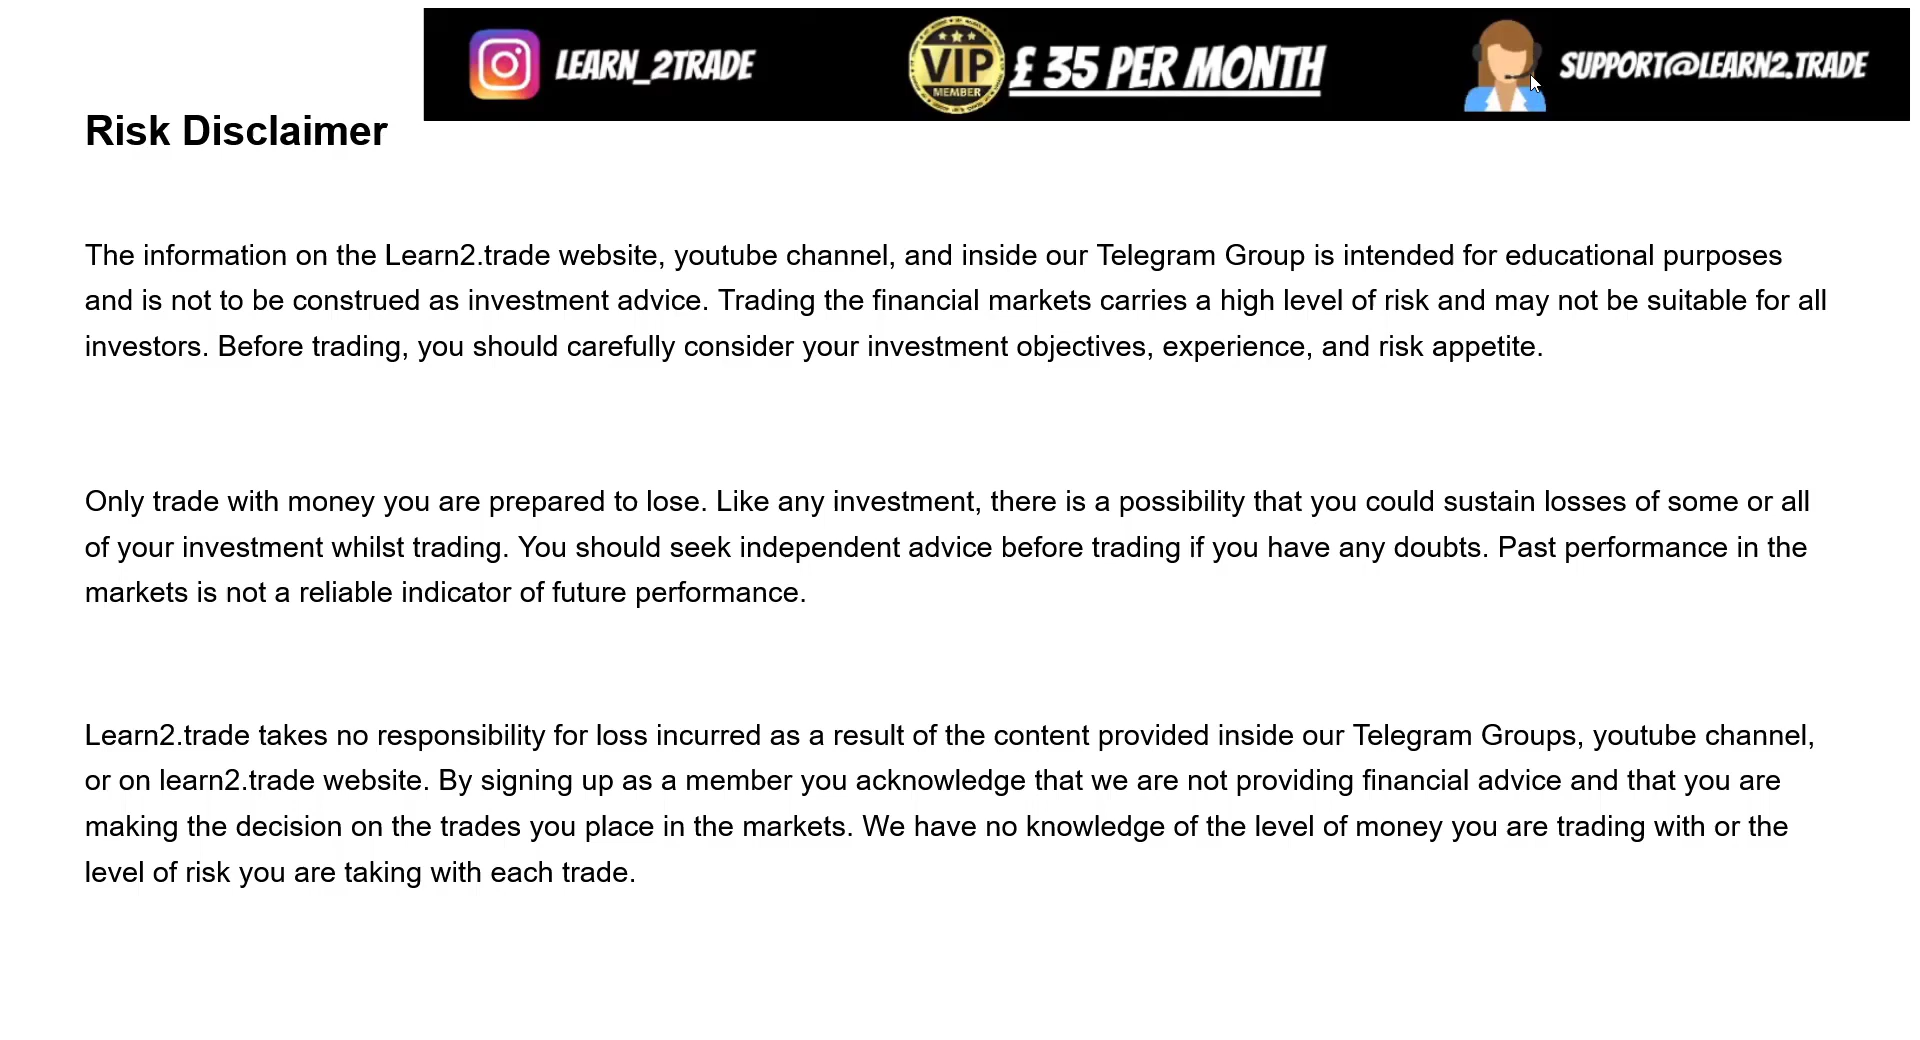 LEARN_2TRADE
VIP
MEMBER
£ 35 PER MONTH
SUPPORT@LEARN2.TRADE
Risk Disclaimer
The information on the Learn2.trade website, youtube channel, and inside our Telegram Group is intended for educational purposes
and is not to be construed as investment advice. Trading the financial markets carries a high level of risk and may not be suitable for all
investors. Before trading, you should carefully consider your investment objectives, experience, and risk appetite.
Only trade with money you are prepared to lose. Like any investment, there is a possibility that you could sustain losses of some or all
of your investment whilst trading. You should seek independent advice before trading if you have any doubts. Past performance in the
markets is not a reliable indicator of future performance.
Learn2.trade takes no responsibility for loss incurred as a result of the content provided inside our Telegram Groups, youtube channel,
or on learn2.trade website. By signing up as a member you acknowledge that we are not providing financial advice and that you are
making the decision on the trades you place in the markets. We have no knowledge of the level of money you are trading with or the
level of risk you are taking with each trade.